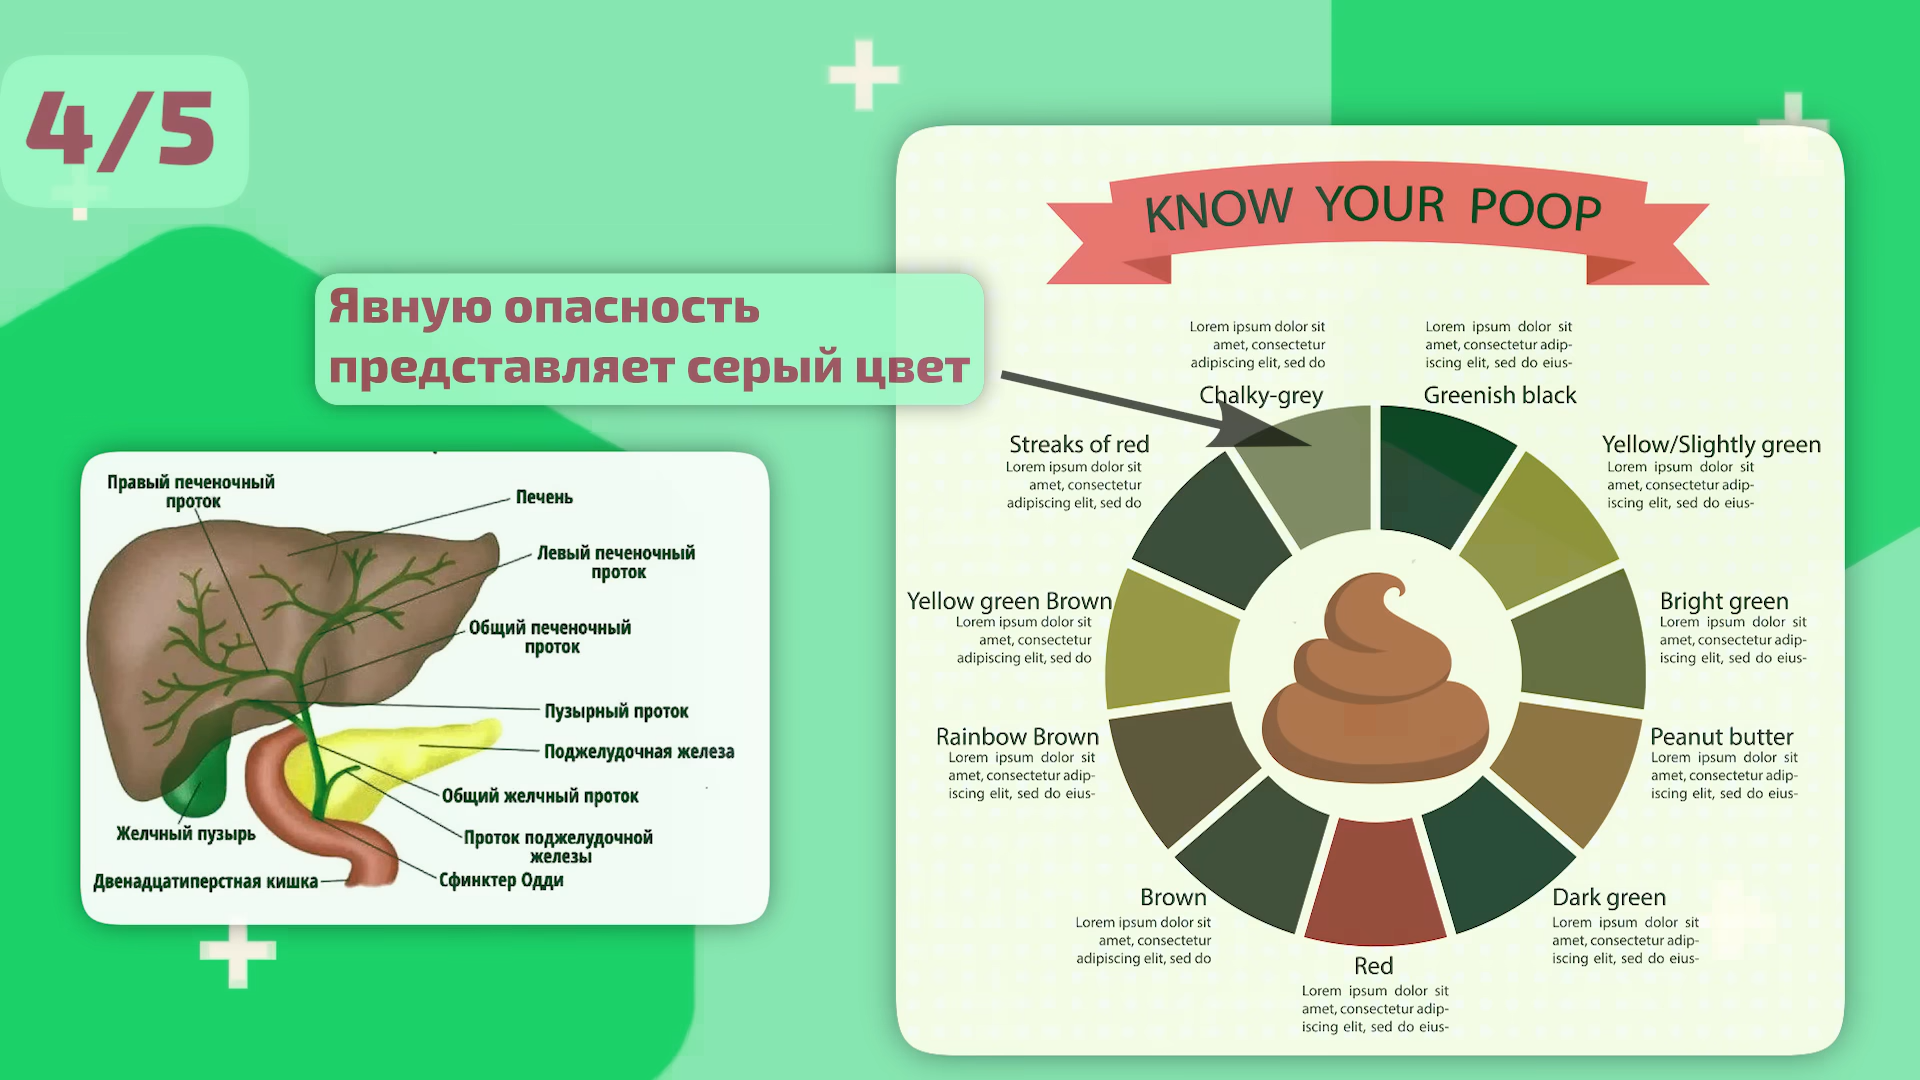 4/5
Явную опасность
представляет серый цвет
Правый печеночный
проток
Печень
Левый печеночный
проток
Общий печеночный
проток
Пузырный проток
Поджелудочная железа
Общий желчный проток
Проток поджелудочной
железы
Желчный пузырь
Двенадцатиперстная кишка
Сфинктер Одди
KNOW YOUR POOP
Lorem ipsum dolor sit
amet, consectetur
adipiscing elit, sed do
Chalky-grey
Lorem ipsum dolor sit
amet, consectetur adip-
iscing elit, sed do eius-
Greenish black
Streaks of red
Lorem ipsum dolor sit
amet, consectetur
adipiscing elit, sed do
Yellow/Slightly green
Lorem ipsum dolor sit
amet, consectetur adip-
iscing elit, sed do eius-
Yellow green Brown
Lorem ipsum dolor sit
amet, consectetur
adipiscing elit, sed do
Bright green
Lorem ipsum dolor sit
amet, consectetur adip-
iscing elit, sed do eius-
Rainbow Brown
Lorem ipsum dolor sit
amet, consectetur adip-
iscing elit, sed do eius-
Peanut butter
Lorem ipsum dolor sit
amet, consectetur adip-
iscing elit, sed do eius-
Brown
Lorem ipsum dolor sit
amet, consectetur
adipiscing elit, sed do
Dark green
Lorem ipsum dolor sit
amet, consectetur adip-
iscing elit, sed do eius-
Red
Lorem ipsum dolor sit
amet, consectetur adip-
iscing elit, sed do eius-